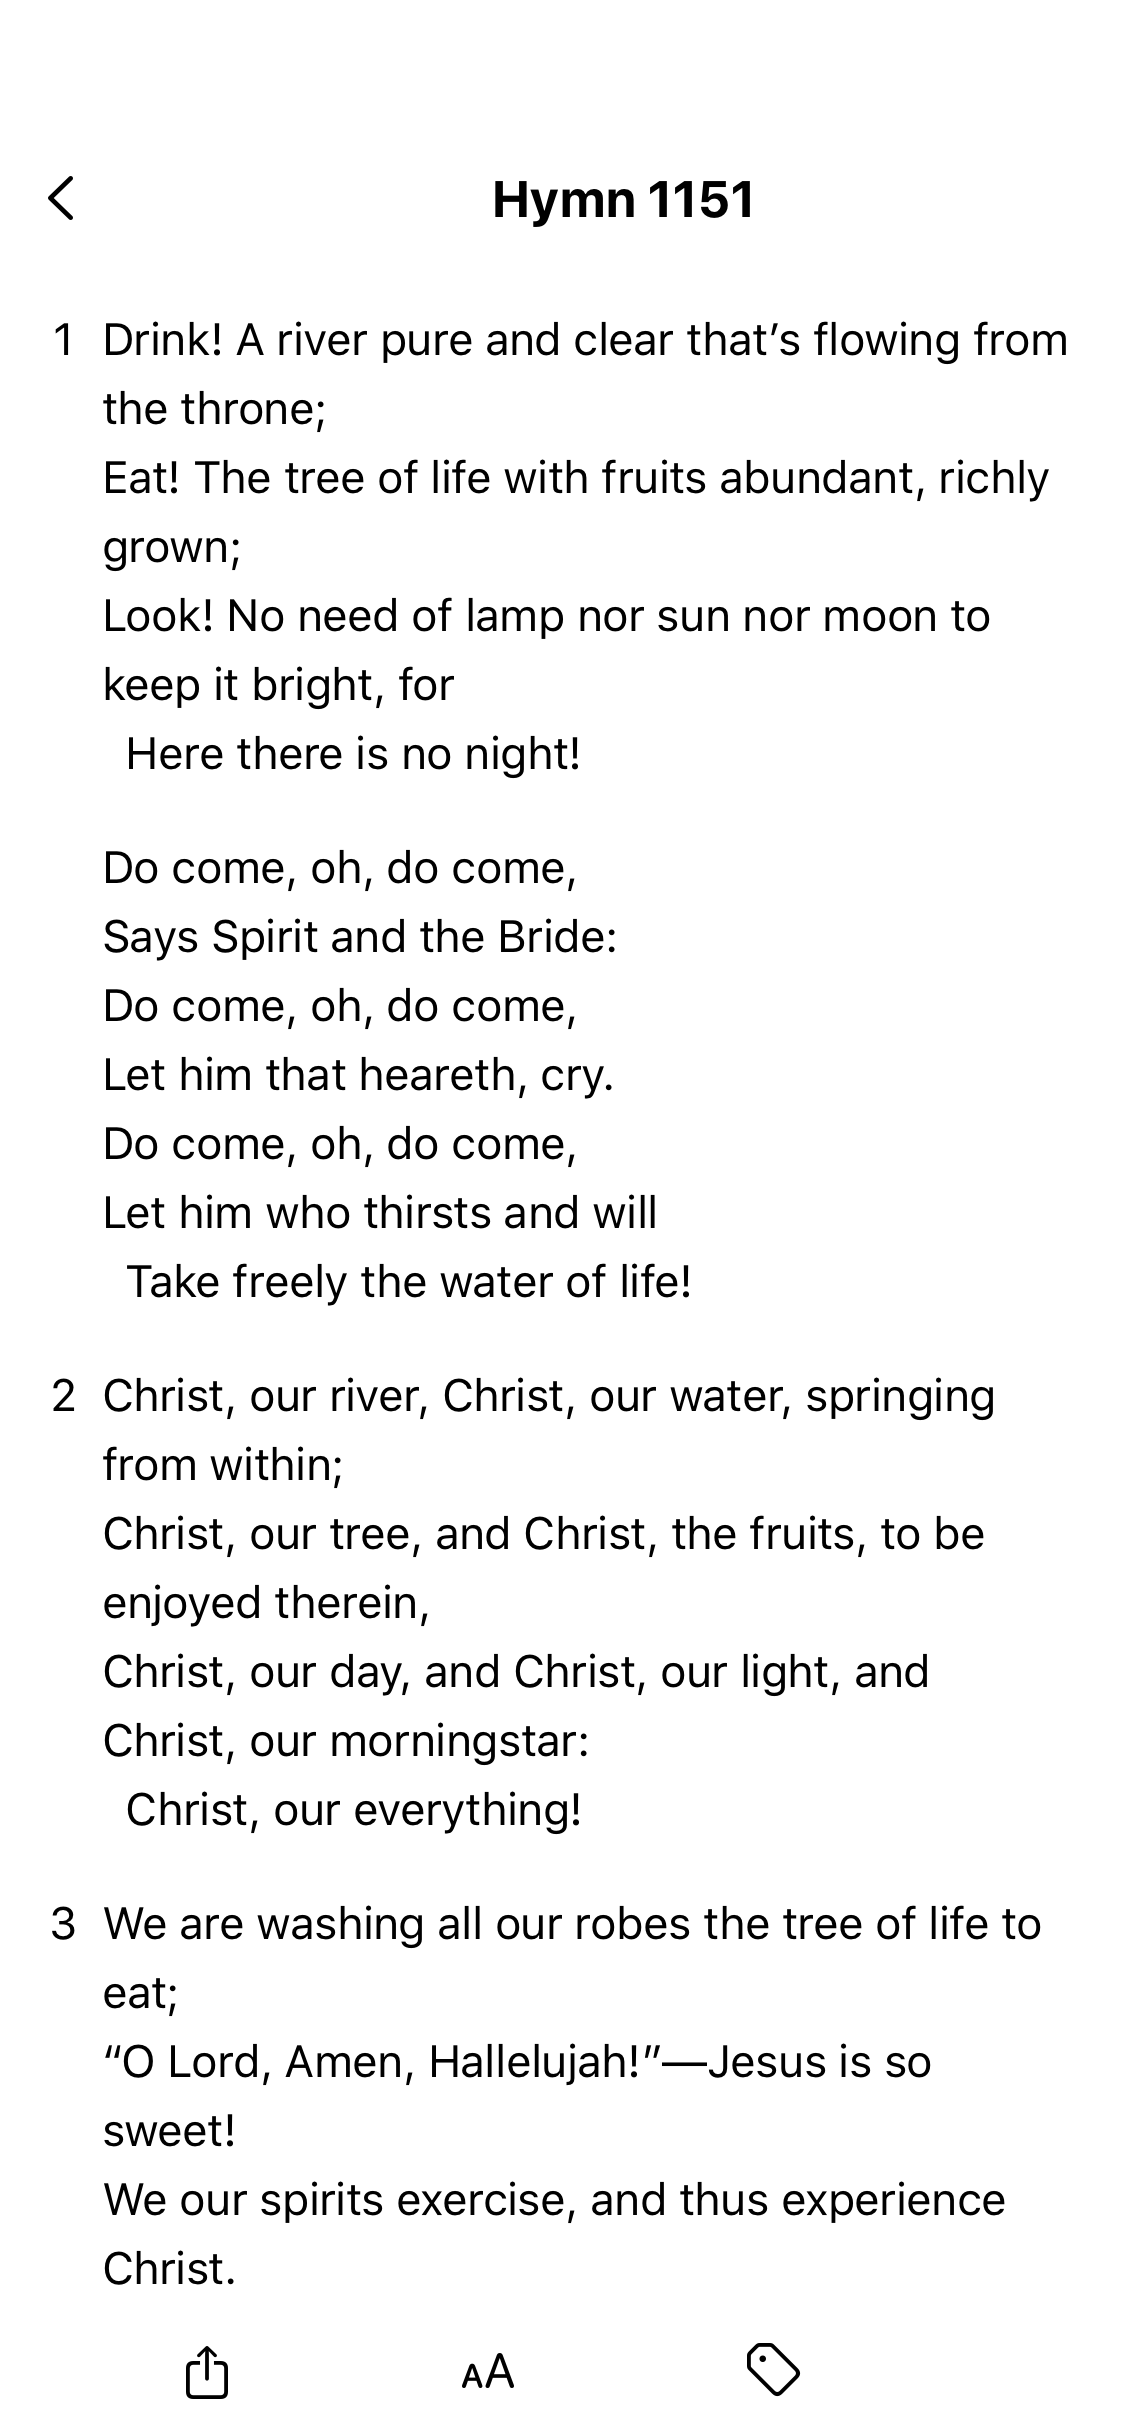 Hymn 1151
1 Drink! A river pure and clear that’s flowing from
the throne;
Eat! The tree of life with fruits abundant, richly
grown;
Look! No need of lamp nor sun nor moon to
keep it bright, for
Here there is no night!
Do come, oh, do come,
Says Spirit and the Bride:
Do come, oh, do come,
Let him that heareth, cry.
Do come, oh, do come,
Let him who thirsts and will
Take freely the water of life!
2 Christ, our river, Christ, our water, springing
from within;
Christ, our tree, and Christ, the fruits, to be
enjoyed therein,
Christ, our day, and Christ, our light, and
Christ, our morningstar:
Christ, our everything!
3 We are washing all our robes the tree of life to
eat;
“O Lord, Amen, Hallelujah!”—Jesus is so
sweet!
We our spirits exercise, and thus experience
Christ.
AA